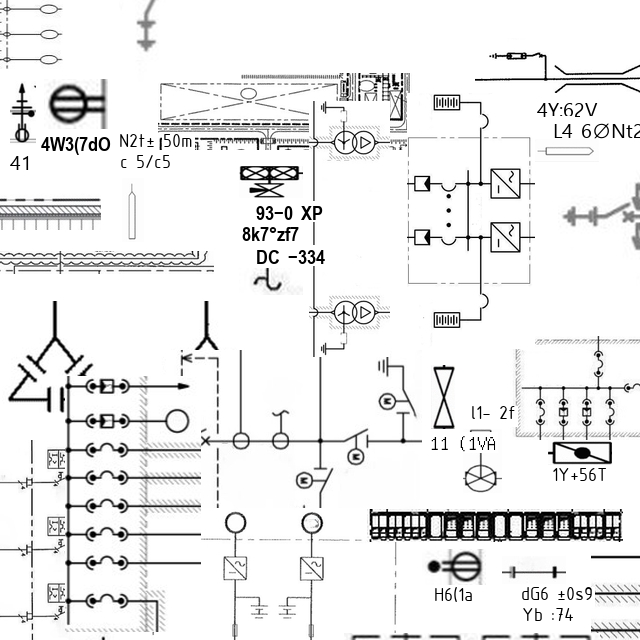 4Y:62V
L4 6ØNt2
4W3(7dO
N2t± ⌈50m
c 5/c5
41
93-0 XP
8k7°zf7
DC -334
l1- 2f
11 (1VA
1Y+56T
H6(1a
dG6 ±0s9
Yb :74